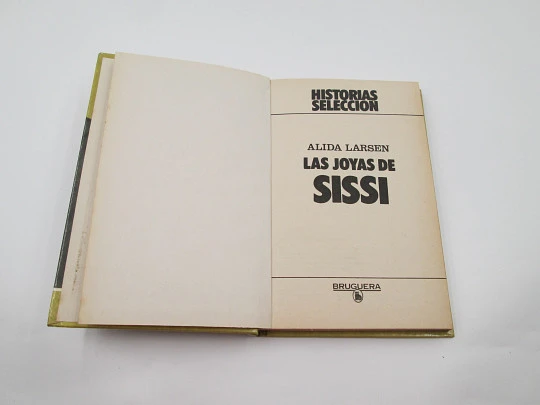 HISTORIAS
SELECCION
ALIDA LARSEN
LAS JOYAS DE
SISSI
BRUGUERA